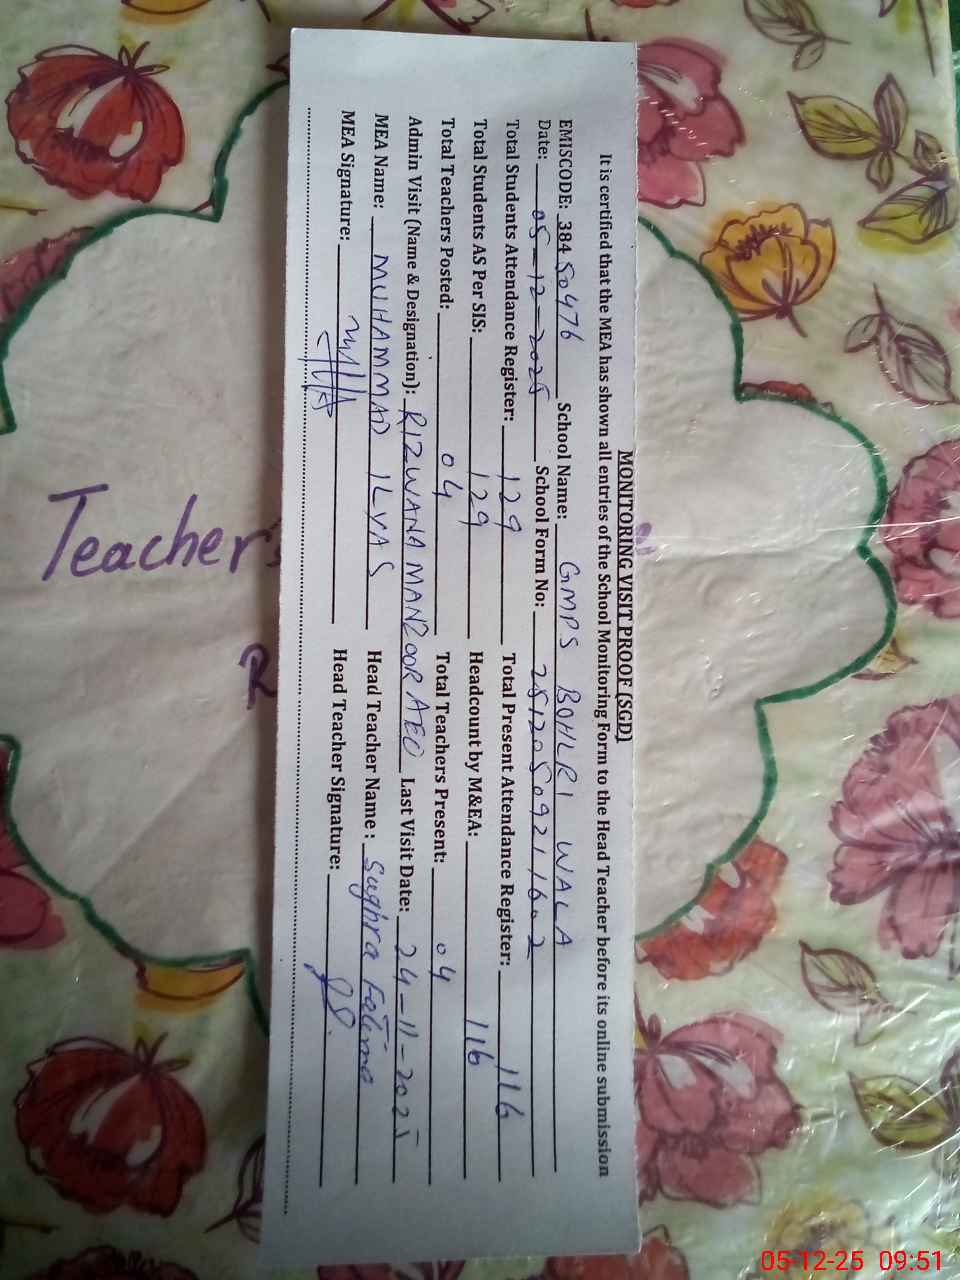 MONITORING VISIT PROOF (SGD)
It is certified that the MEA has shown all entries of the School Monitoring Form to the Head Teacher before its online submission
EMISCODE: 384 50476 School Name: GMPS BOHLRI WALA
Date: 05-12-2025 School Form No: 251205092116-2
Total Students Attendance Register: 129 Total Present Attendance Register: 116
Total Students AS Per SIS: 129 Headcount by M&EA: 116
Total Teachers Posted: 04 Total Teachers Present: 04
Admin Visit (Name & Designation): RIZWANA MANZOOR AEO Last Visit Date: 24-11-2025
MEA Name: MUHAMMAD ILYAS Head Teacher Name: Sughra Fatima
MEA Signature: Head Teacher Signature:
Teacher's
R
05-12-25 09:51